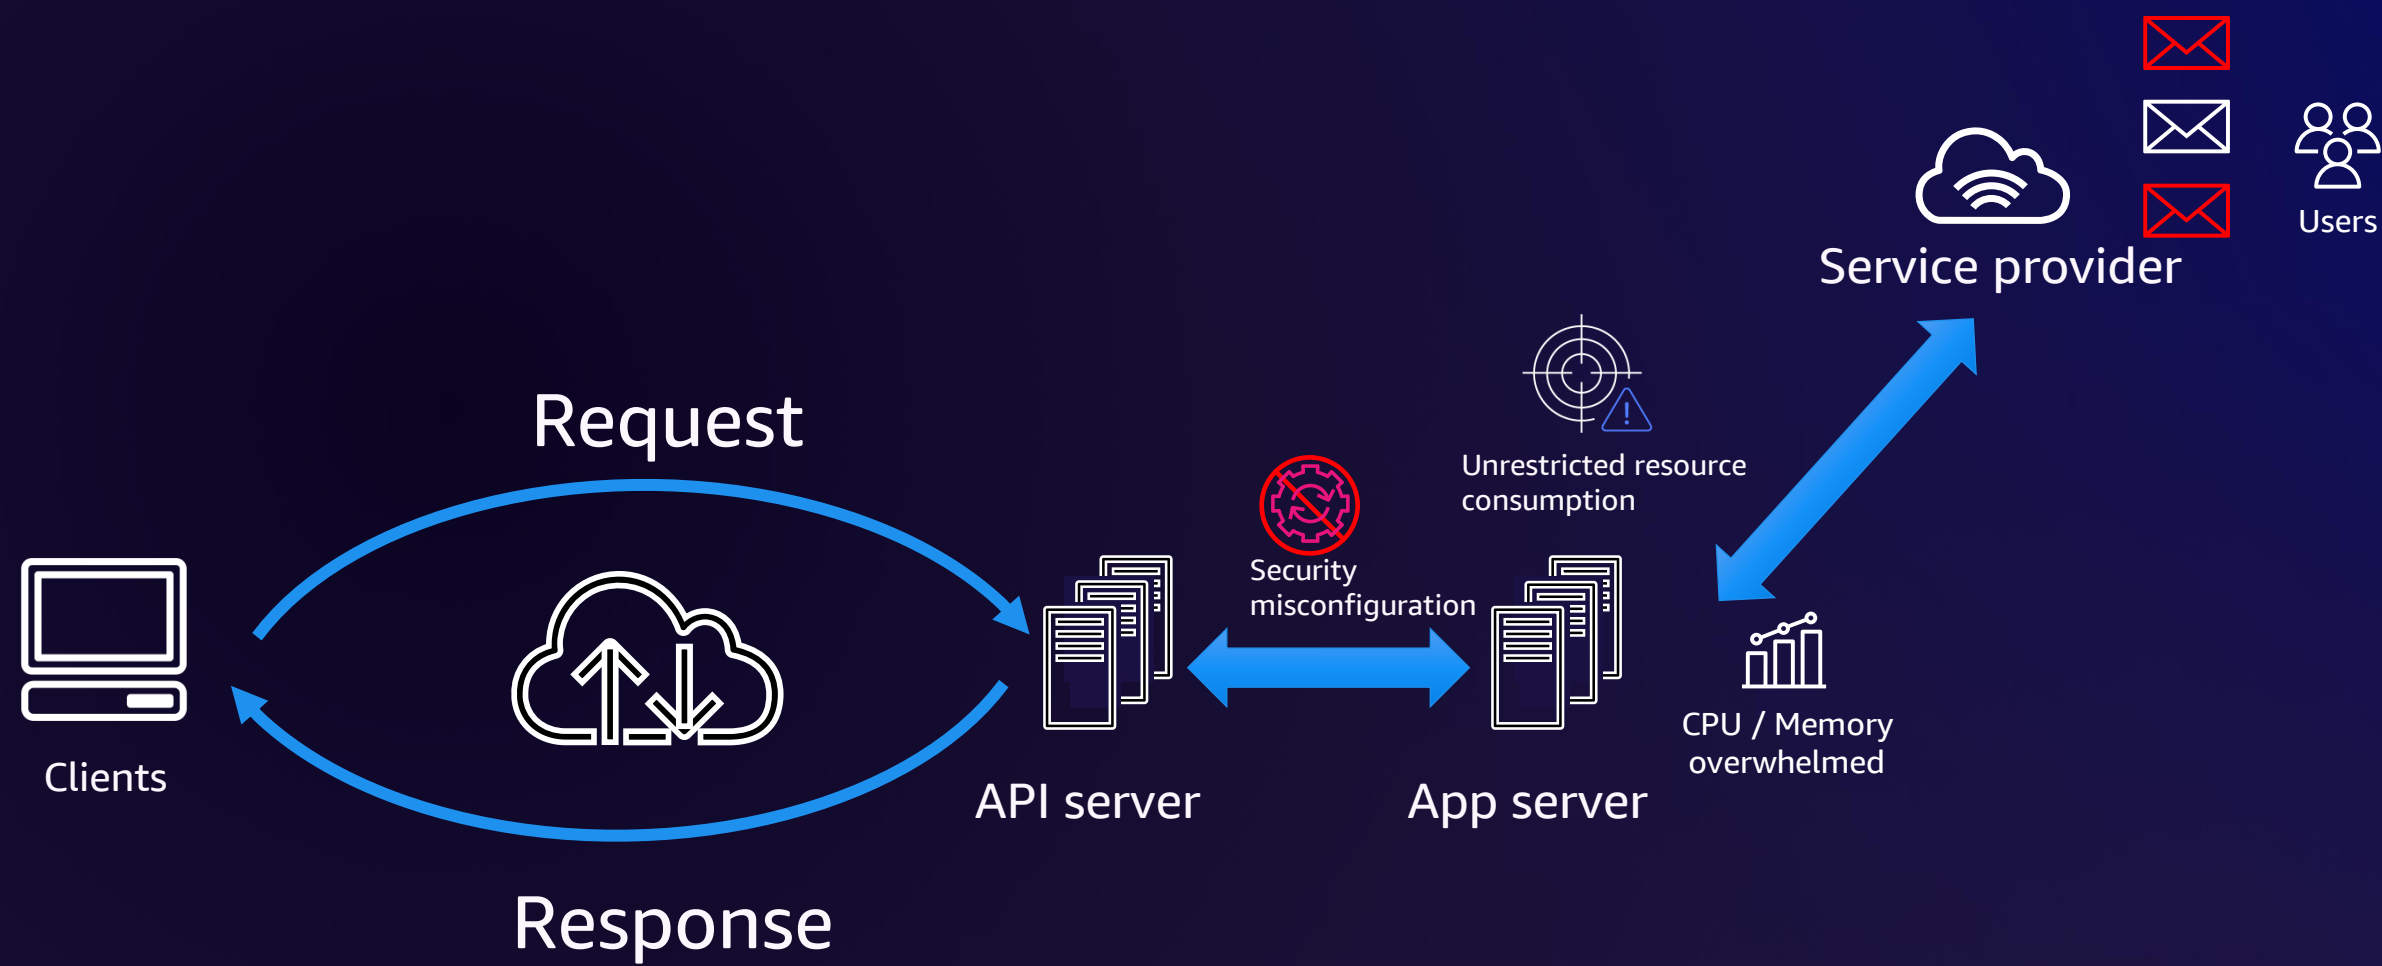 Users
Service provider
Request
Unrestricted resource
consumption
Security
misconfiguration
CPU / Memory
overwhelmed
Clients
API server
App server
Response